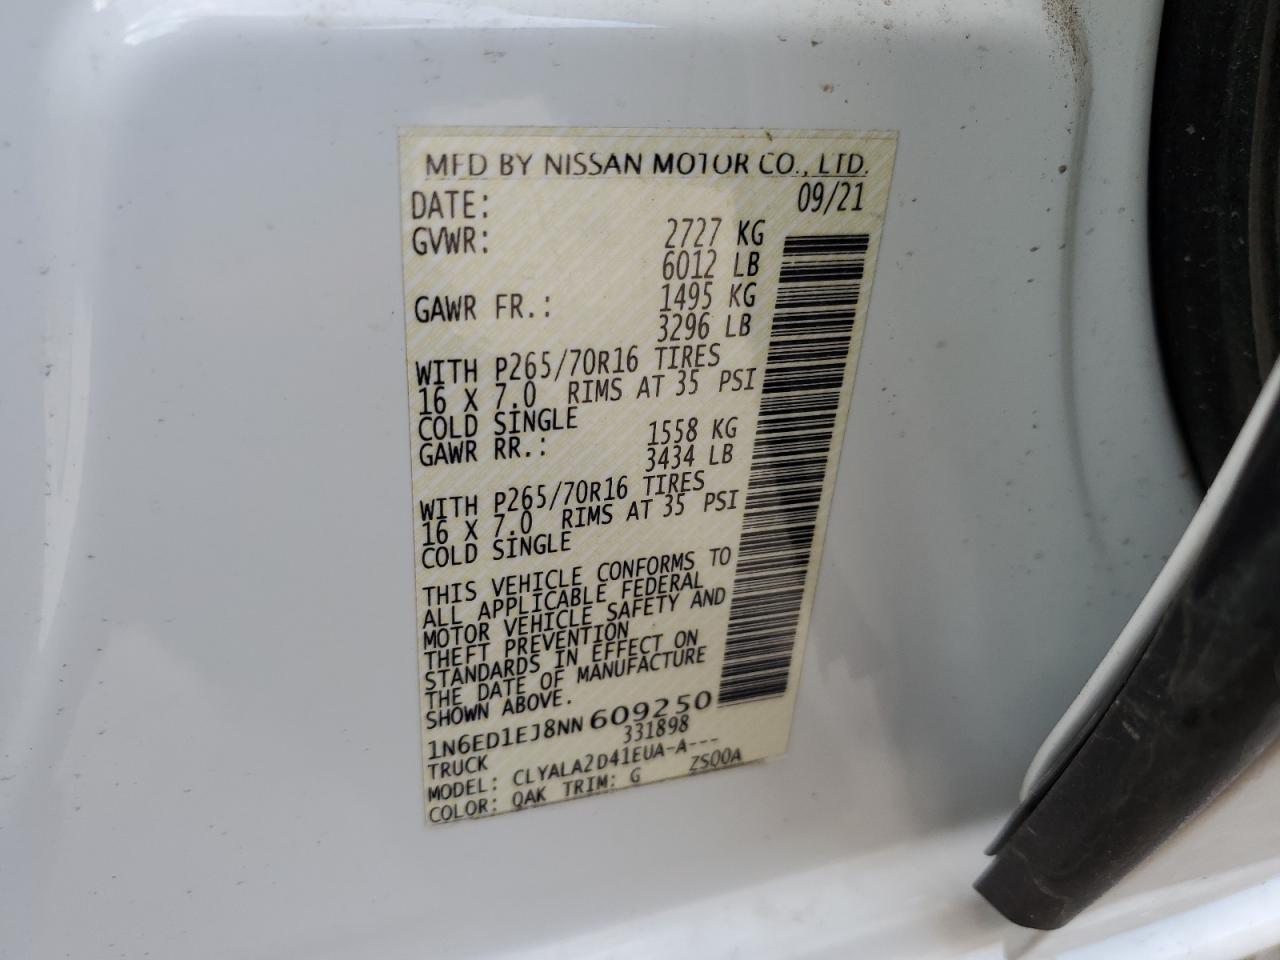 MFD BY NISSAN MOTOR CO., LTD.
DATE: 09/21
GVWR: 2727 KG
6012 LB
GAWR FR.: 1495 KG
3296 LB
WITH P265/70R16 TIRES
16 X 7.0 RIMS AT 35 PSI
COLD SINGLE
GAWR RR.: 1558 KG
3434 LB
WITH P265/70R16 TIRES
16 X 7.0 RIMS AT 35 PSI
COLD SINGLE
THIS VEHICLE CONFORMS TO
ALL APPLICABLE FEDERAL
MOTOR VEHICLE SAFETY AND
THEFT PREVENTION
STANDARDS IN EFFECT ON
THE DATE OF MANUFACTURE
SHOWN ABOVE.
1N6ED1EJ8NN609250
TRUCK 331898
MODEL: CLYALA2D41EUA-A---
COLOR: QAK TRIM: G ZS00A